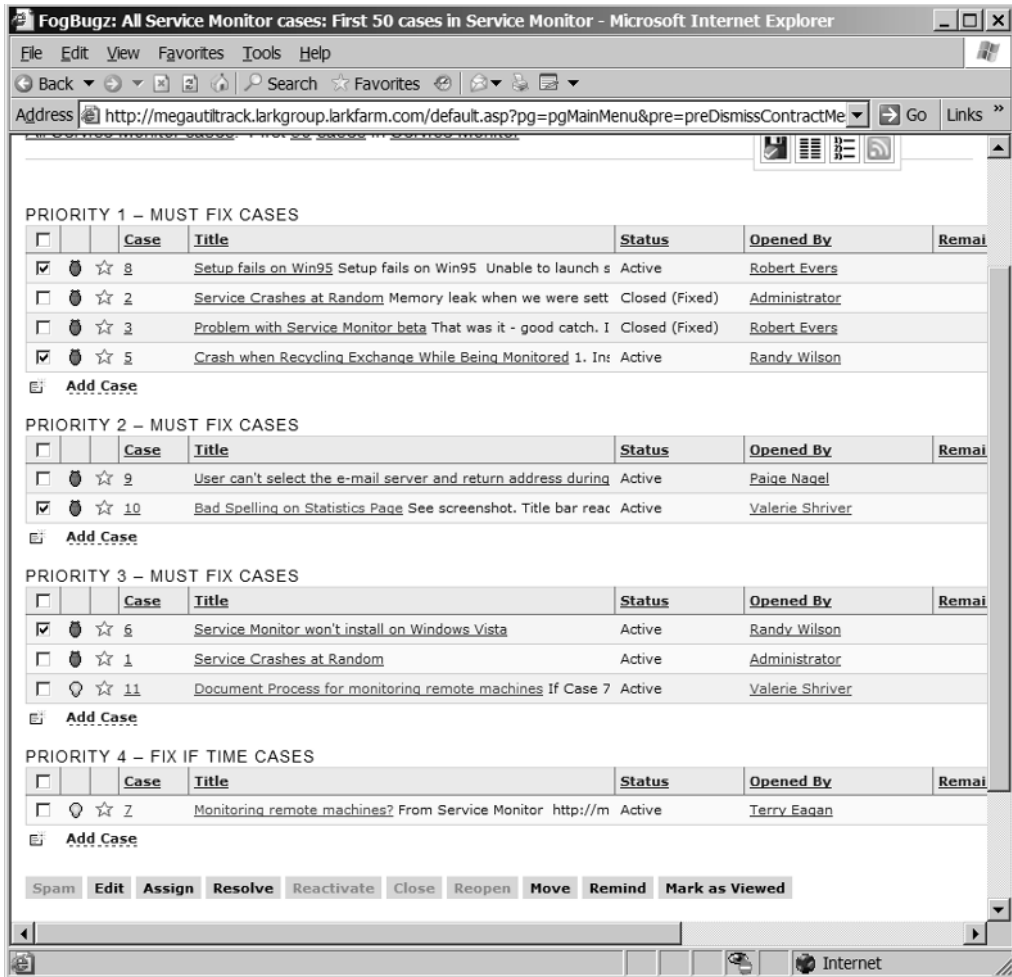 FogBugz: All Service Monitor cases: First 50 cases in Service Monitor - Microsoft Internet Explorer
File Edit View Favorites Tools Help
Back Search Favorites
Address http://megautiltrack.larkgroup.larkfarm.com/default.asp?pg=pgMainMenu&pre=preDismissContractMe Go Links »
All Service Monitor cases: First 50 cases in Service Monitor
PRIORITY 1 – MUST FIX CASES
Case Title Status Opened By Remai
8 Setup fails on Win95 Setup fails on Win95 Unable to launch s Active Robert Evers
2 Service Crashes at Random Memory leak when we were sett Closed (Fixed) Administrator
3 Problem with Service Monitor beta That was it - good catch. I Closed (Fixed) Robert Evers
5 Crash when Recycling Exchange While Being Monitored 1. Ins Active Randy Wilson
Add Case
PRIORITY 2 – MUST FIX CASES
Case Title Status Opened By Remai
9 User can't select the e-mail server and return address during Active Paige Nagel
10 Bad Spelling on Statistics Page See screenshot. Title bar reac Active Valerie Shriver
Add Case
PRIORITY 3 – MUST FIX CASES
Case Title Status Opened By Remai
6 Service Monitor won't install on Windows Vista Active Randy Wilson
1 Service Crashes at Random Active Administrator
11 Document Process for monitoring remote machines If Case 7 Active Valerie Shriver
Add Case
PRIORITY 4 – FIX IF TIME CASES
Case Title Status Opened By Remai
7 Monitoring remote machines? From Service Monitor http://m Active Terry Eagan
Add Case
Spam Edit Assign Resolve Reactivate Close Reopen Move Remind Mark as Viewed
Internet